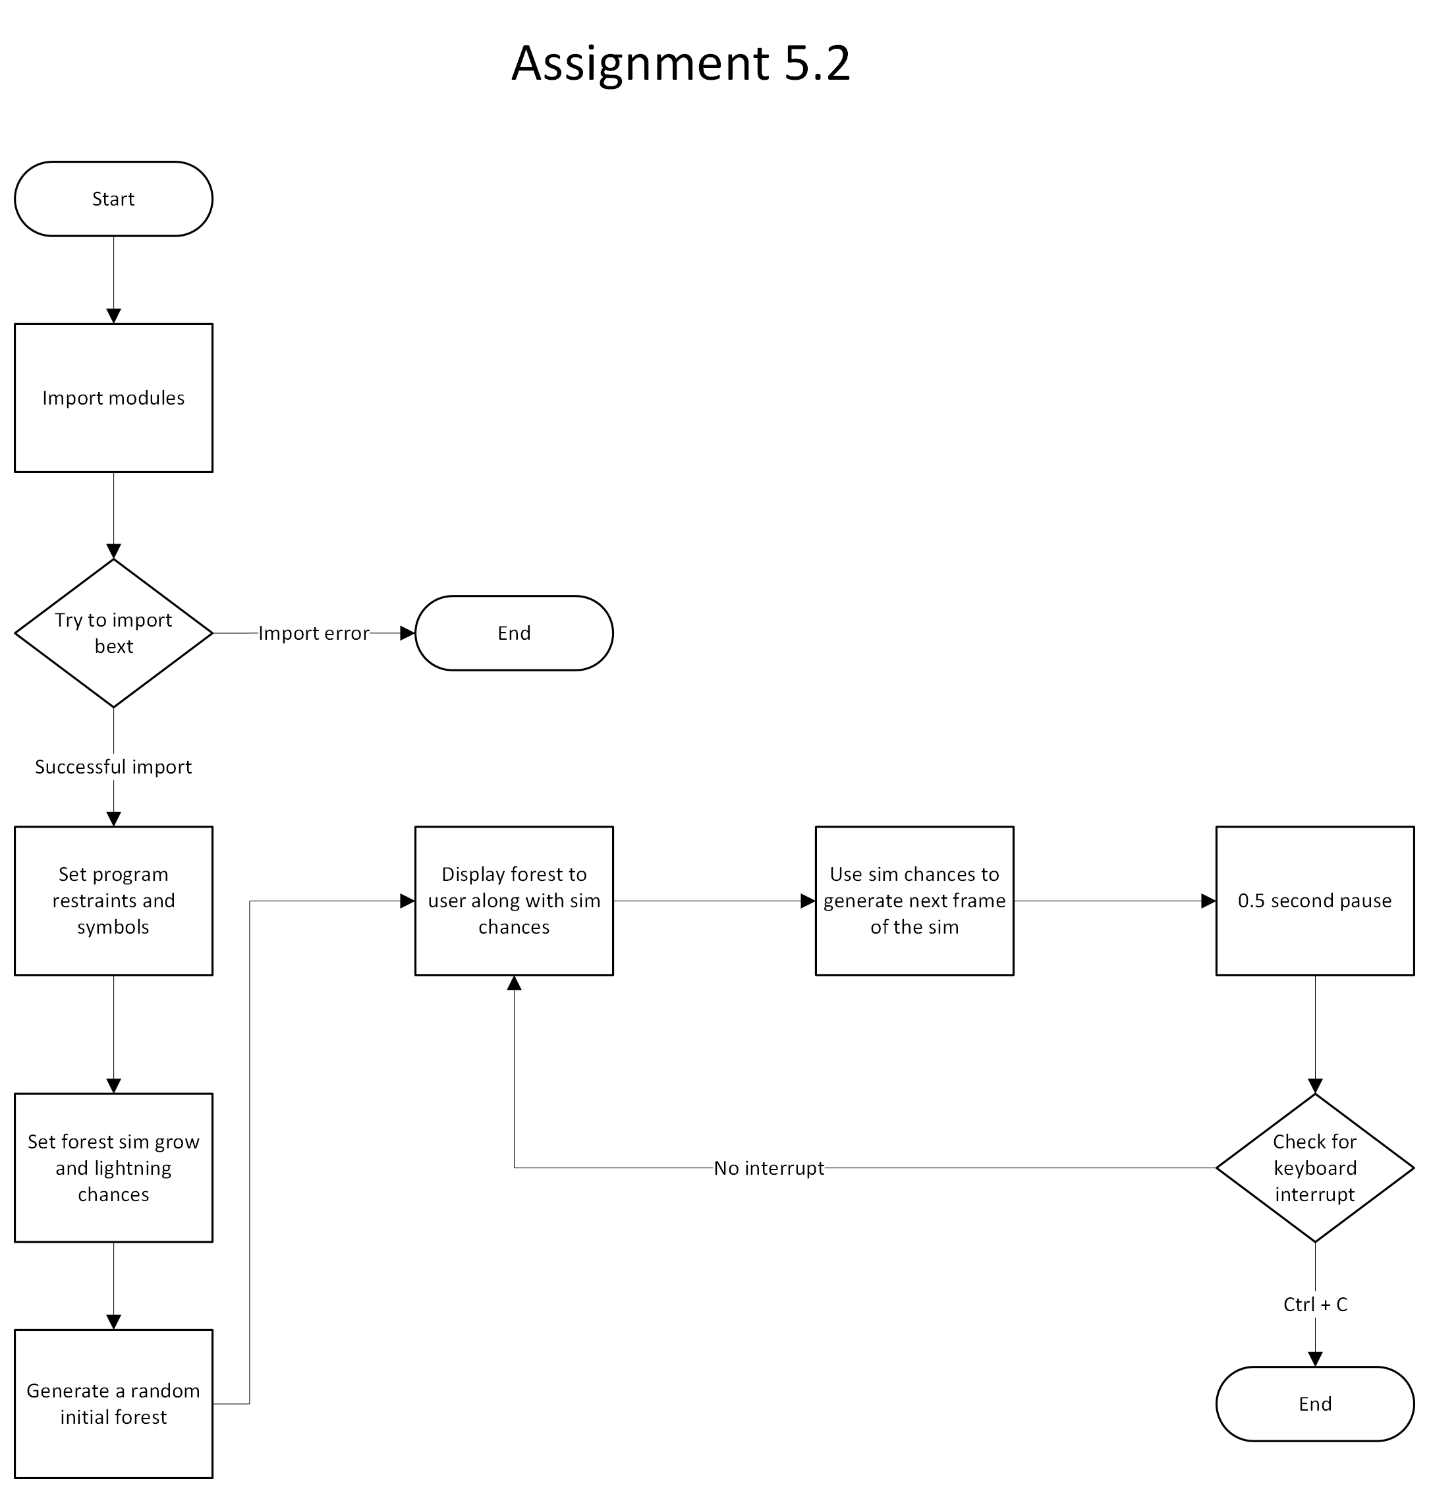 Assignment 5.2
Start
Import modules
Try to import
bext
Import error
End
Successful import
Set program
restraints and
symbols
Set forest sim grow
and lightning
chances
Generate a random
initial forest
Display forest to
user along with sim
chances
Use sim chances to
generate next frame
of the sim
0.5 second pause
Check for
keyboard
interrupt
No interrupt
Ctrl + C
End